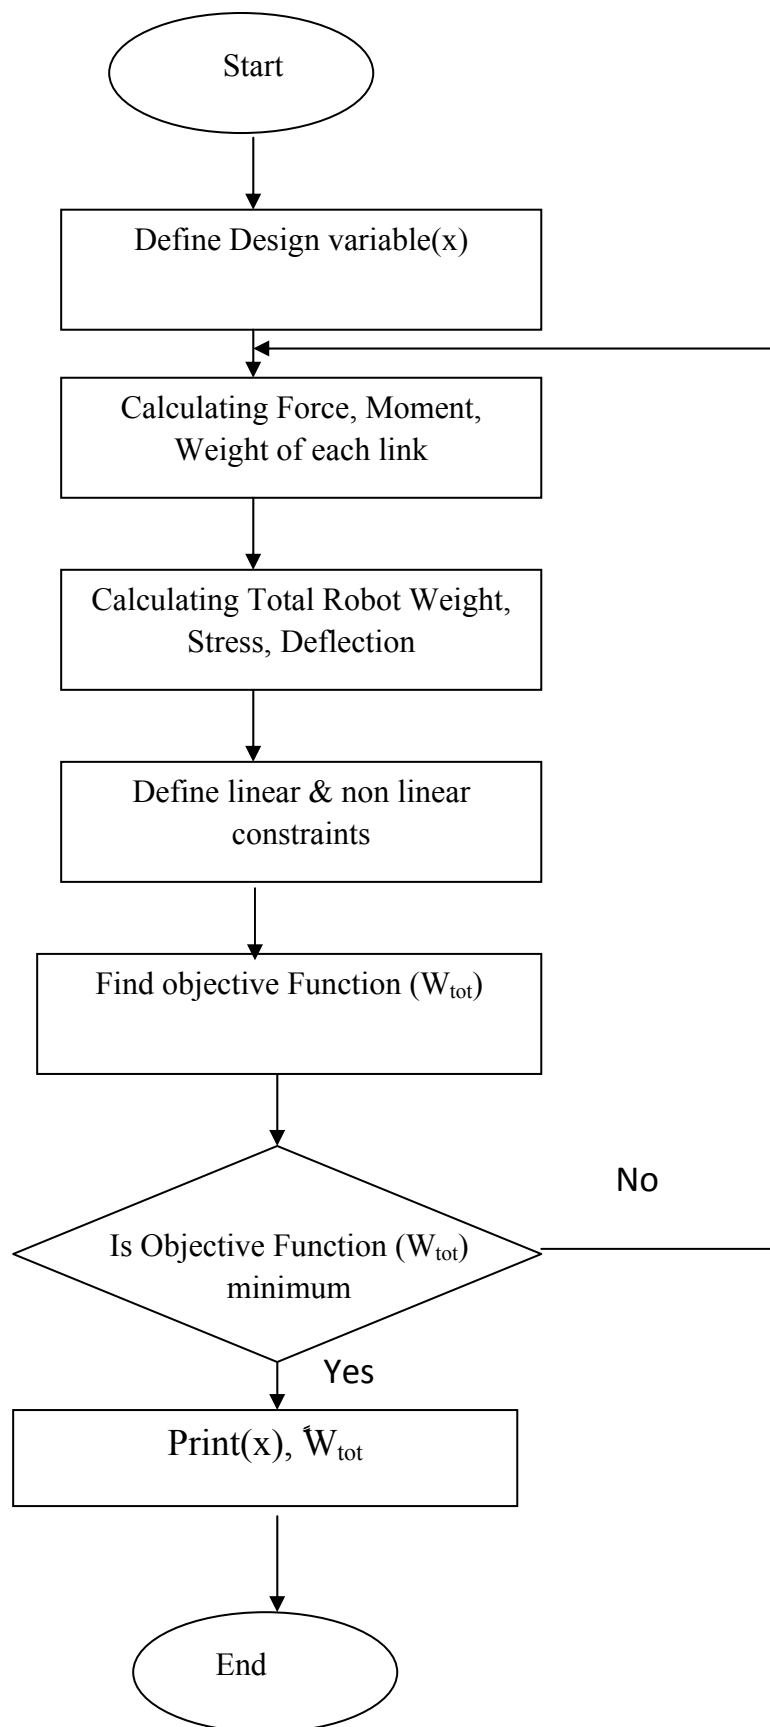 Start
Define Design variable(x)
Calculating Force, Moment,
Weight of each link
Calculating Total Robot Weight,
Stress, Deflection
Define linear & non linear
constraints
Find objective Function (Wtot)
No
Is Objective Function (Wtot)
minimum
Yes
Print(x), Wtot
End